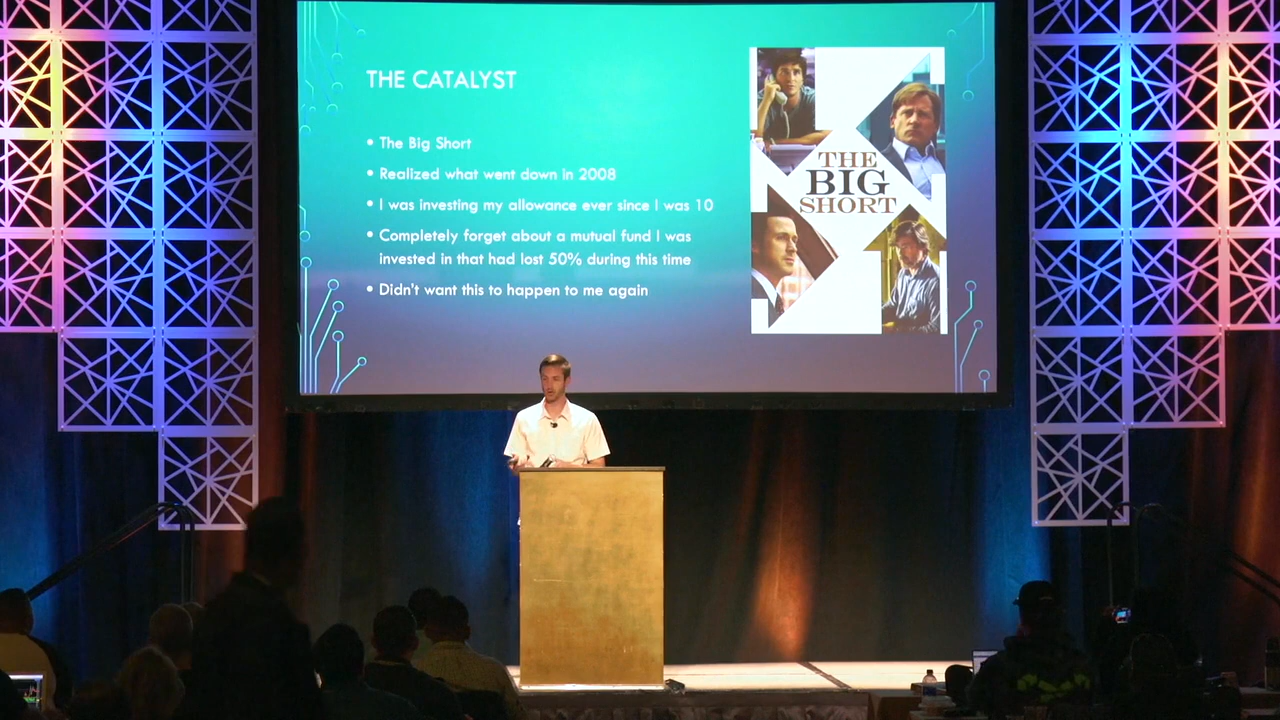 THE CATALYST
• The Big Short
• Realized what went down in 2008
• I was investing my allowance ever since I was 10
• Completely forget about a mutual fund I was
invested in that had lost 50% during this time
• Didn't want this to happen to me again
THE
BIG
SHORT